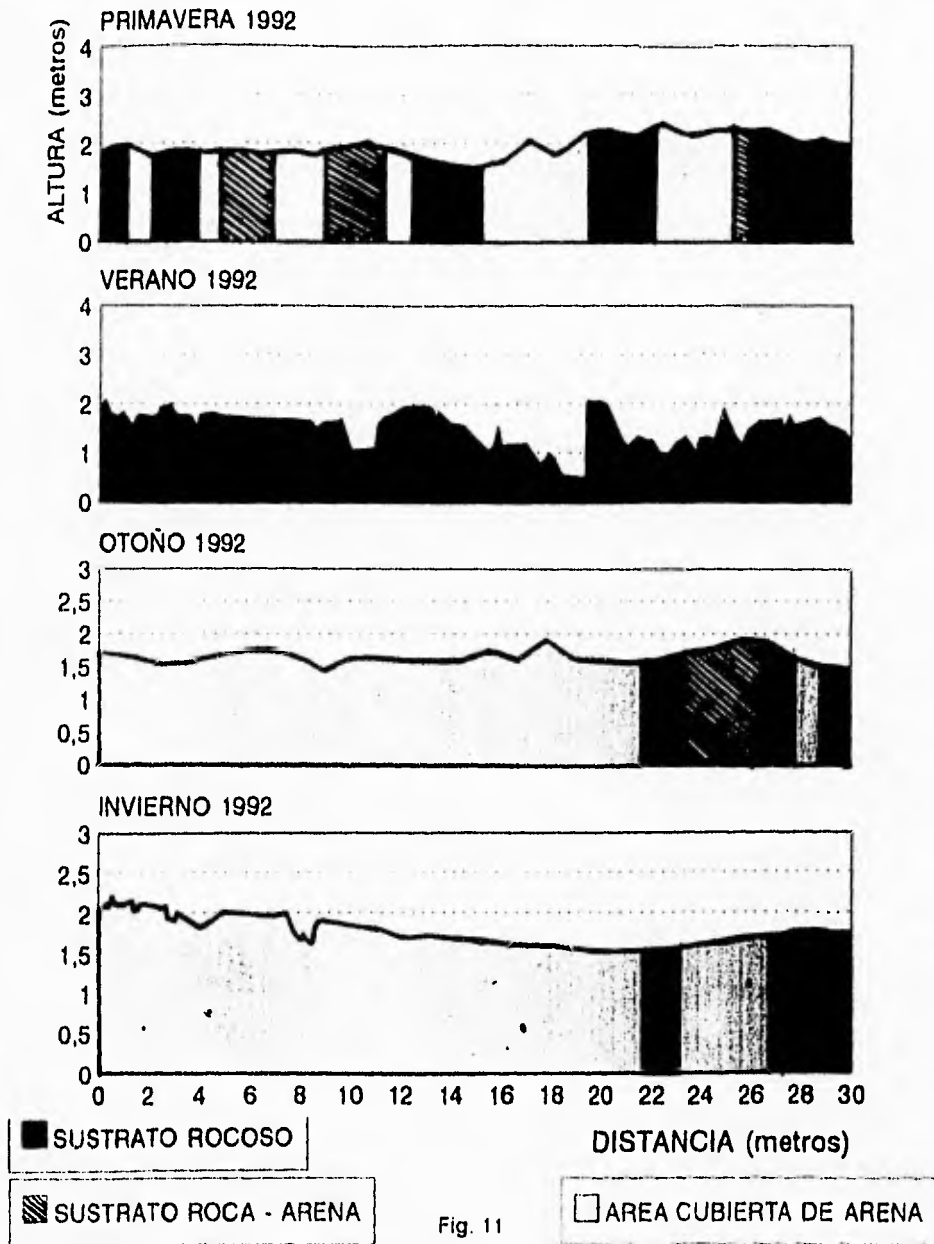 PRIMAVERA 1992
ALTURA (metros)
4
3
2
1
0
VERANO 1992
4
3
2
1
0
OTOÑO 1992
3
2,5
2
1,5
1
0,5
0
INVIERNO 1992
3
2,5
2
1,5
1
0,5
0
0 2 4 6 8 10 12 14 16 18 20 22 24 26 28 30
DISTANCIA (metros)
SUSTRATO ROCOSO
SUSTRATO ROCA - ARENA
AREA CUBIERTA DE ARENA
Fig. 11